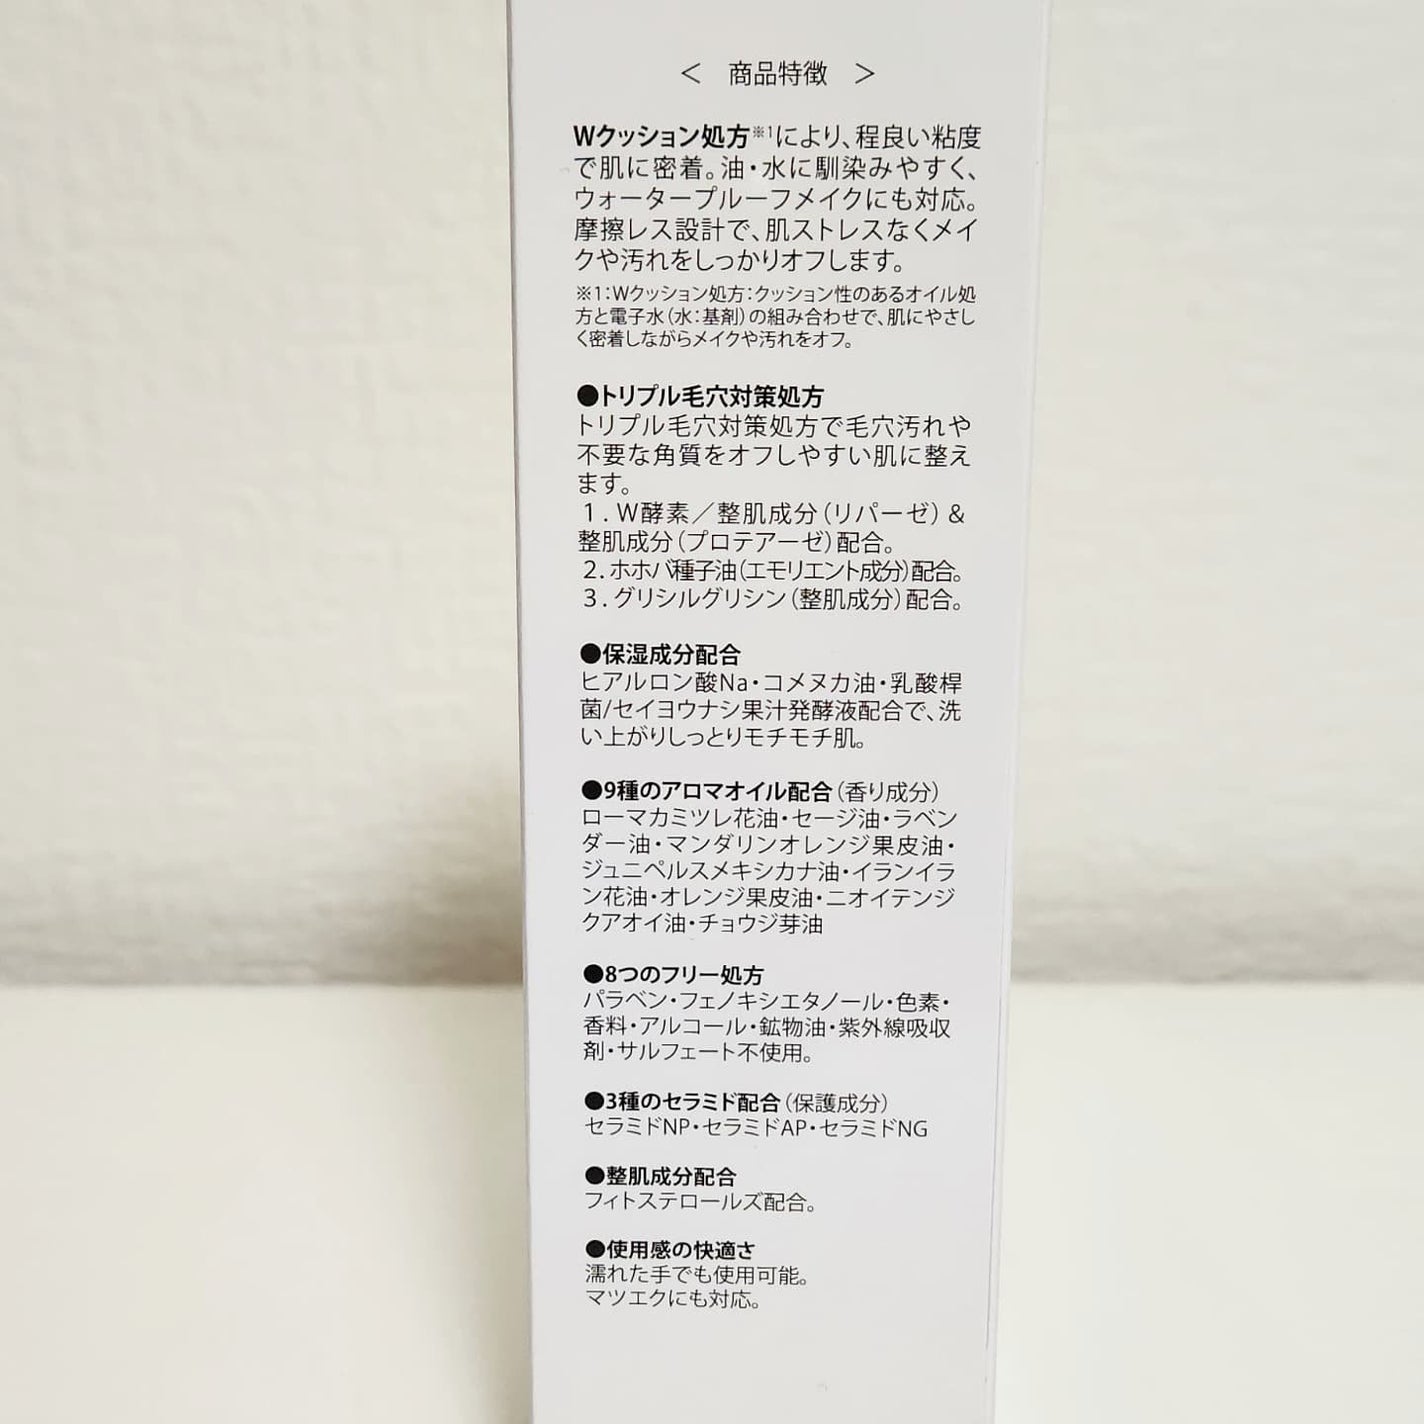 ＜　商品特徴　＞
Wクッション処方※1により、程良い粘度
で肌に密着。油・水に馴染みやすく、
ウォータープルーフメイクにも対応。
摩擦レス設計で、肌ストレスなくメイ
クや汚れをしっかりオフします。
※1：Wクッション処方：クッション性のあるオイル処
方と電子水（水：基剤）の組み合わせで、肌にやさし
く密着しながらメイクや汚れをオフ。
●トリプル毛穴対策処方
トリプル毛穴対策処方で毛穴汚れや
不要な角質をオフしやすい肌に整え
ます。
１．W酵素／整肌成分（リパーゼ）＆
整肌成分（プロテアーゼ）配合。
２．ホホバ種子油（エモリエント成分）配合。
３．グリシルグリシン（整肌成分）配合。
●保湿成分配合
ヒアルロン酸Na・コメヌカ油・乳酸桿
菌/セイヨウナシ果汁発酵液配合で、洗
い上がりしっとりモチモチ肌。
●9種のアロマオイル配合（香り成分）
ローマカミツレ花油・セージ油・ラベン
ダー油・マンダリンオレンジ果皮油・
ジュニペルスメキシカナ油・イランイラ
ン花油・オレンジ果皮油・ニオイテンジ
クアオイ油・チョウジ芽油
●8つのフリー処方
パラベン・フェノキシエタノール・色素・
香料・アルコール・鉱物油・紫外線吸収
剤・サルフェート不使用。
●3種のセラミド配合（保護成分）
セラミドNP・セラミドAP・セラミドNG
●整肌成分配合
フィトステロールズ配合。
●使用感の快適さ
濡れた手でも使用可能。
マツエクにも対応。